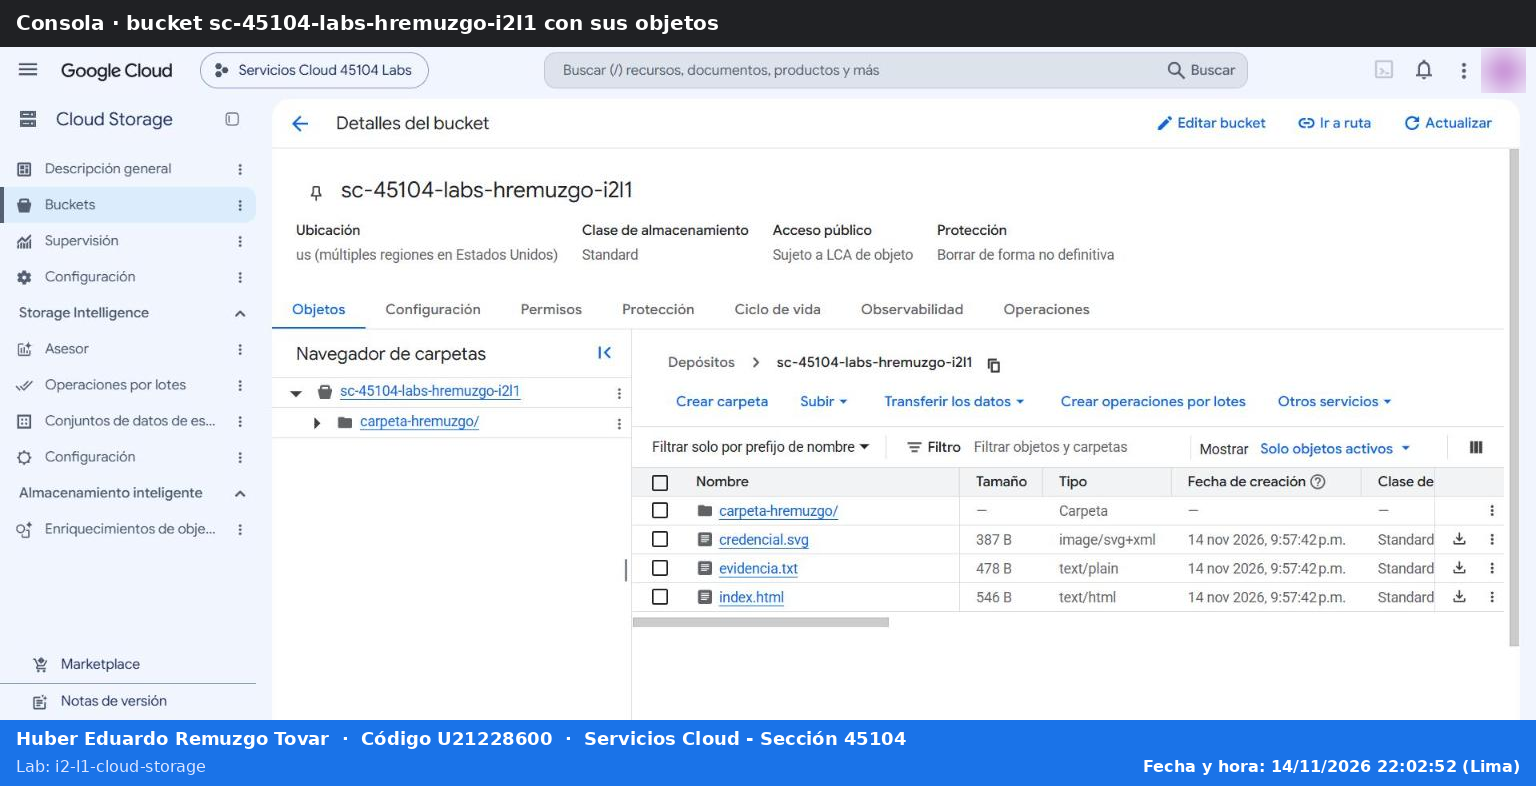 Consola · bucket sc-45104-labs-hremuzgo-i2l1 con sus objetos
Google Cloud
Servicios Cloud 45104 Labs
Buscar (/) recursos, documentos, productos y más
Buscar
Cloud Storage
Descripción general
Buckets
Supervisión
Configuración
Storage Intelligence
Asesor
Operaciones por lotes
Conjuntos de datos de es...
Configuración
Almacenamiento inteligente
Enriquecimientos de obje...
Marketplace
Notas de versión
Detalles del bucket
Editar bucket
Ir a ruta
Actualizar
sc-45104-labs-hremuzgo-i2l1
Ubicación Clase de almacenamiento Acceso público Protección
us (múltiples regiones en Estados Unidos) Standard Sujeto a LCA de objeto Borrar de forma no definitiva
Objetos Configuración Permisos Protección Ciclo de vida Observabilidad Operaciones
Navegador de carpetas
sc-45104-labs-hremuzgo-i2l1
carpeta-hremuzgo/
Depósitos > sc-45104-labs-hremuzgo-i2l1
Crear carpeta Subir Transferir los datos Crear operaciones por lotes Otros servicios
Filtrar solo por prefijo de nombre Filtro Filtrar objetos y carpetas Mostrar Solo objetos activos
Nombre Tamaño Tipo Fecha de creación Clase de
carpeta-hremuzgo/ — Carpeta — —
credencial.svg 387 B image/svg+xml 14 nov 2026, 9:57:42 p.m. Standard
evidencia.txt 478 B text/plain 14 nov 2026, 9:57:42 p.m. Standard
index.html 546 B text/html 14 nov 2026, 9:57:42 p.m. Standard
Huber Eduardo Remuzgo Tovar · Código U21228600 · Servicios Cloud - Sección 45104
Lab: i2-l1-cloud-storage
Fecha y hora: 14/11/2026 22:02:52 (Lima)